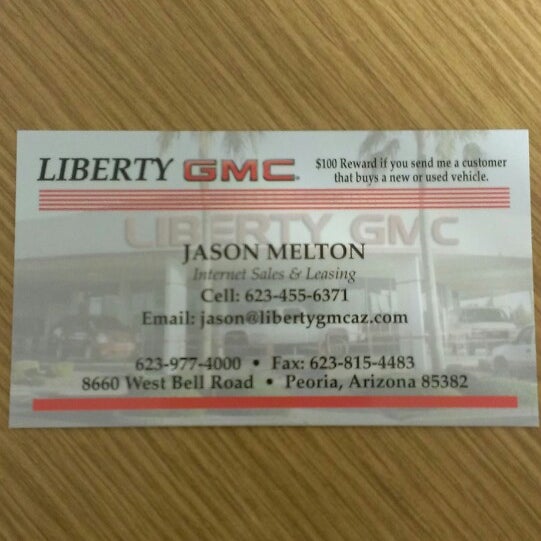 LIBERTY GMC
$100 Reward if you send me a customer
that buys a new or used vehicle.
LIBERTY GMC
JASON MELTON
Internet Sales & Leasing
Cell: 623-455-6371
Email: jason@libertygmcaz.com
623-977-4000 • Fax: 623-815-4483
8660 West Bell Road • Peoria, Arizona 85382